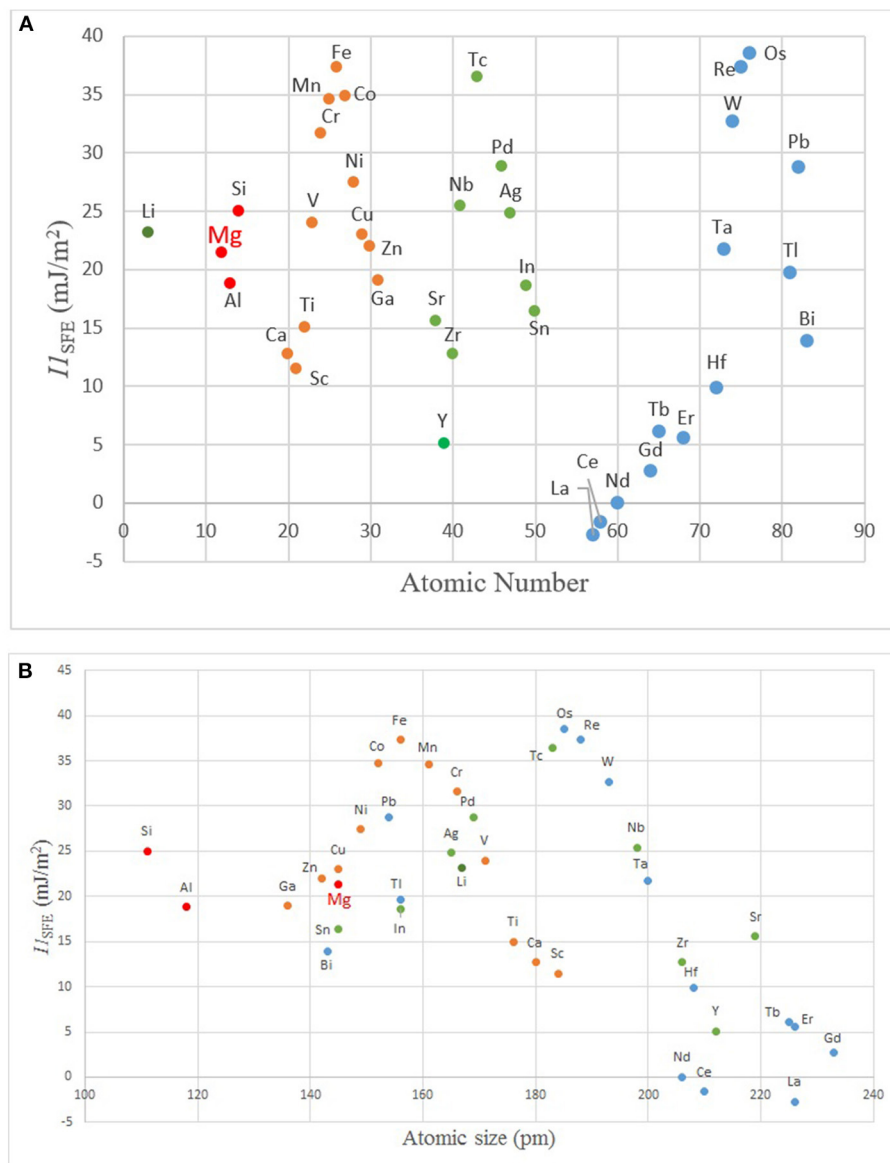 A
40
35
30
25
20
15
10
5
0
-5
I1SFE (mJ/m²)
Fe
Tc
Os
Re
Mn
Co
Cr
W
Pd
Pb
Ni
Nb
Ag
Si
Li
V
Cu
Mg
Zn
Ta
Tl
In
Al
Ga
Sr
Sn
Ti
Bi
Ca
Zr
Sc
Hf
Y
Tb
Er
Gd
Ce
Nd
La
0 10 20 30 40 50 60 70 80 90
Atomic Number
B
45
40
35
30
25
20
15
10
5
0
-5
I1SFE (mJ/m²)
Fe
Os
Re
Co
Mn
Tc
Cr
W
Ni
Pb
Pd
Si
Ag
V
Nb
Cu
Zn
Li
Ta
Al
Ga
Mg
Tl
Sn
In
Sr
Bi
Ti
Ca
Sc
Zr
Hf
Y
Tb
Er
Gd
Nd
Ce
La
100 120 140 160 180 200 220 240
Atomic size (pm)